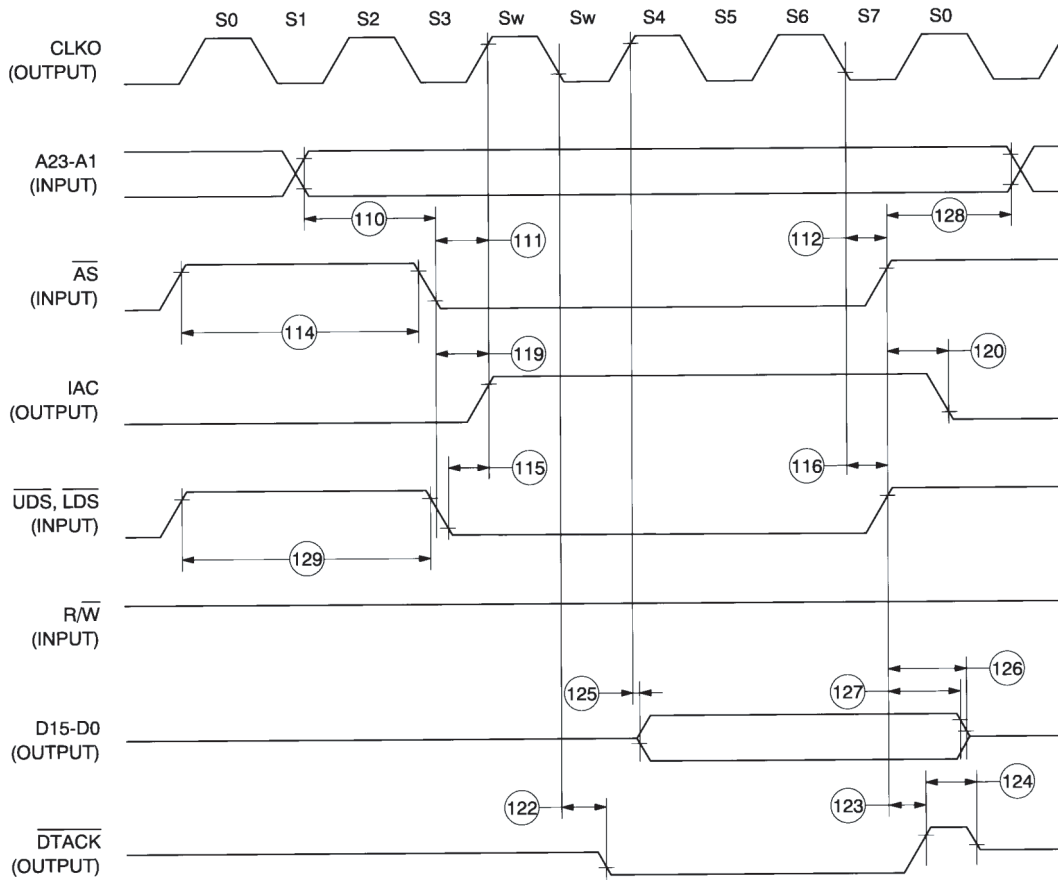 S0 S1 S2 S3 Sw Sw S4 S5 S6 S7 S0
CLKO
(OUTPUT)
A23-A1
(INPUT)
110
111
112
128
AS
(INPUT)
114
119
120
IAC
(OUTPUT)
115
116
UDS, LDS
(INPUT)
129
R/W
(INPUT)
126
125
127
D15-D0
(OUTPUT)
124
122
123
DTACK
(OUTPUT)